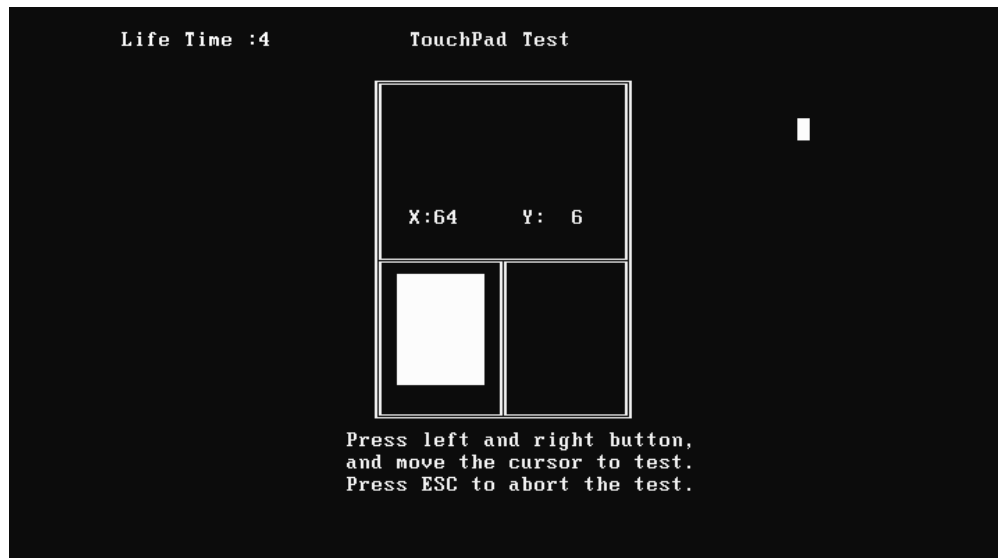 Life Time :4 TouchPad Test
X:64 Y: 6
Press left and right button,
and move the cursor to test.
Press ESC to abort the test.